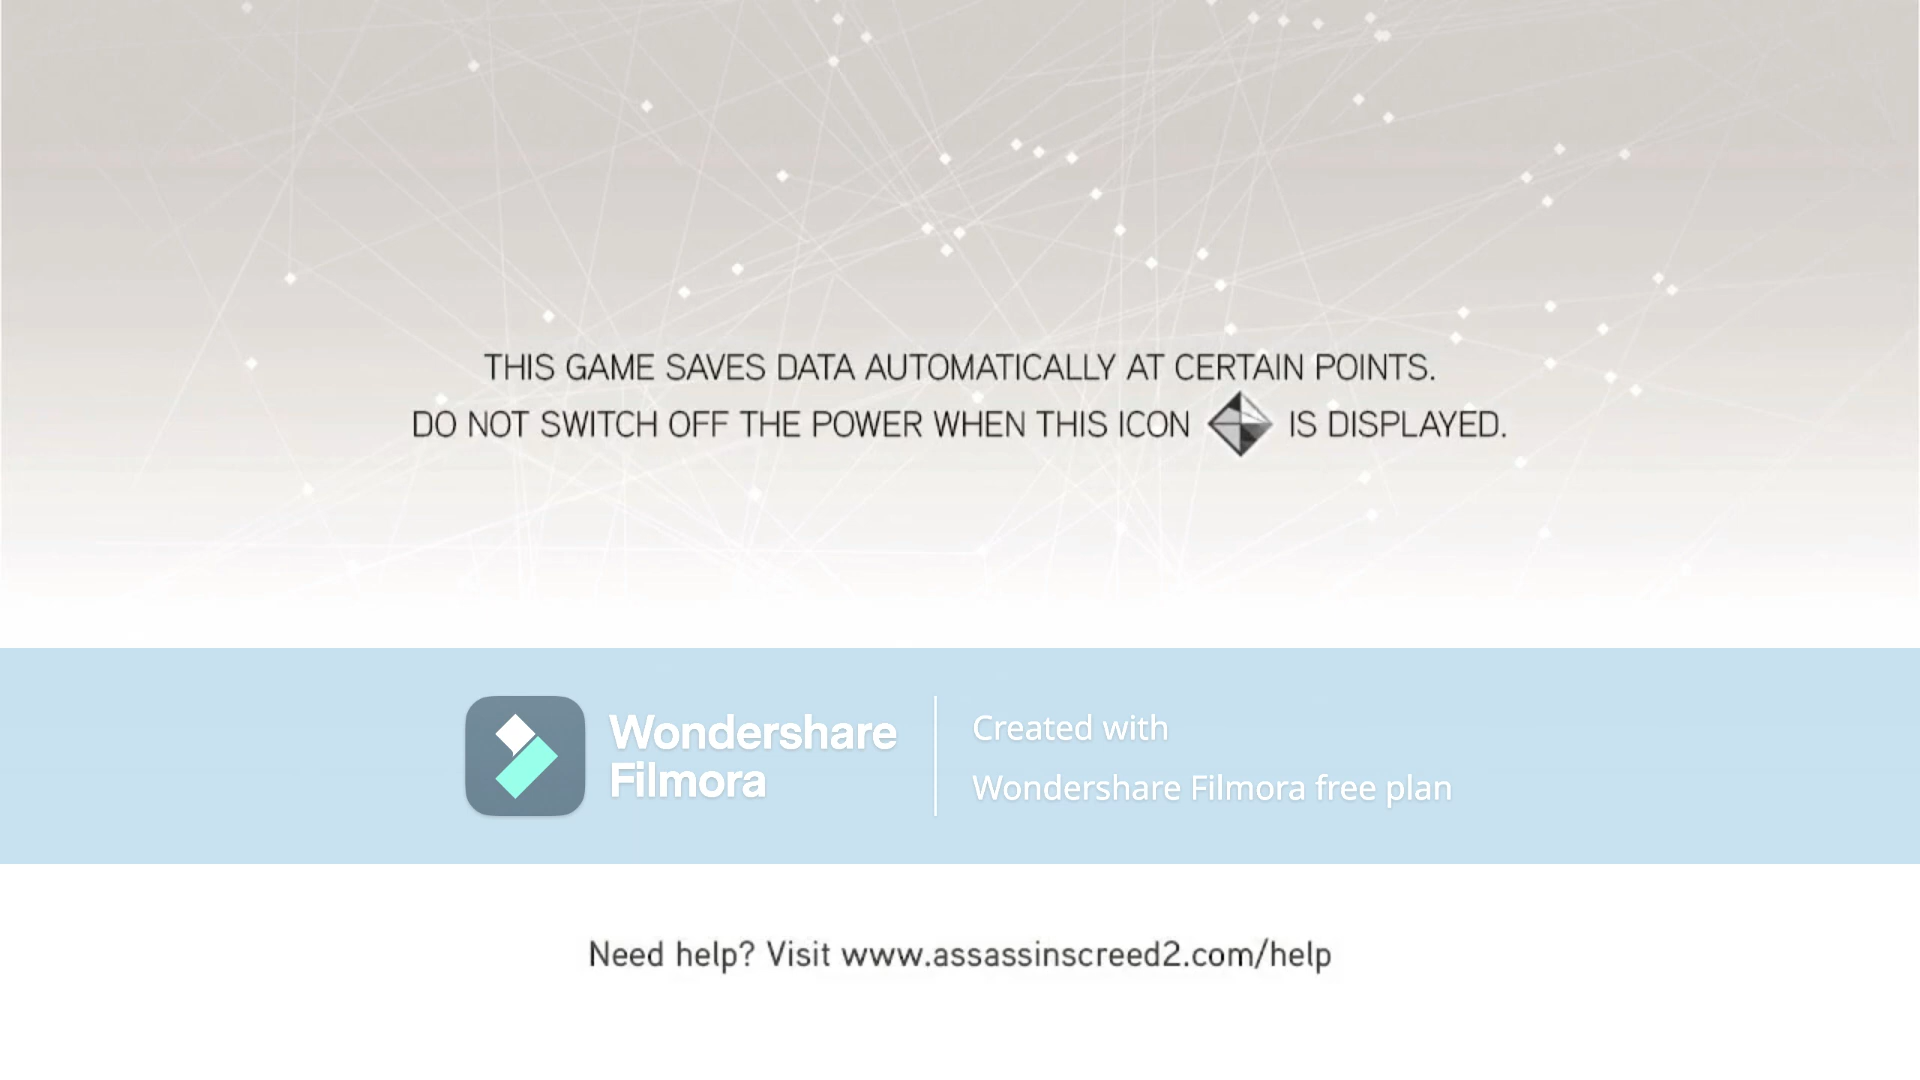 THIS GAME SAVES DATA AUTOMATICALLY AT CERTAIN POINTS.
DO NOT SWITCH OFF THE POWER WHEN THIS ICON IS DISPLAYED.
Wondershare
Filmora
Created with
Wondershare Filmora free plan
Need help? Visit www.assassinscreed2.com/help